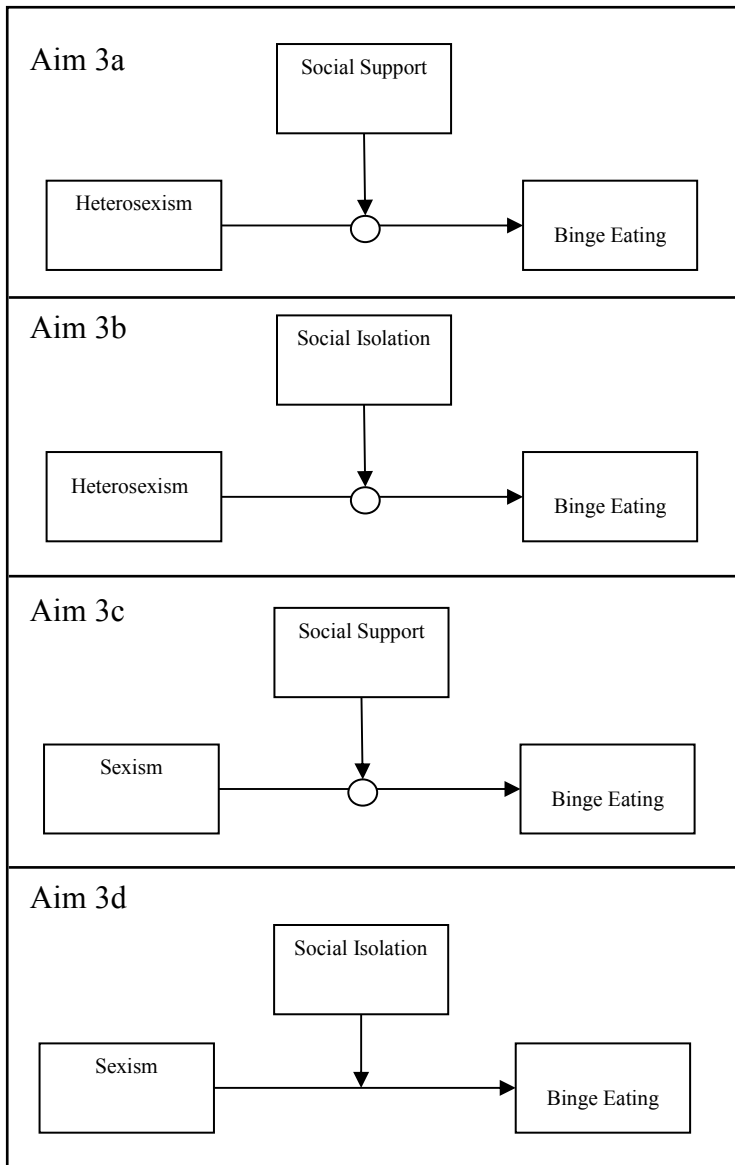 Aim 3a
Social Support
Heterosexism
Binge Eating
Aim 3b
Social Isolation
Heterosexism
Binge Eating
Aim 3c
Social Support
Sexism
Binge Eating
Aim 3d
Social Isolation
Sexism
Binge Eating